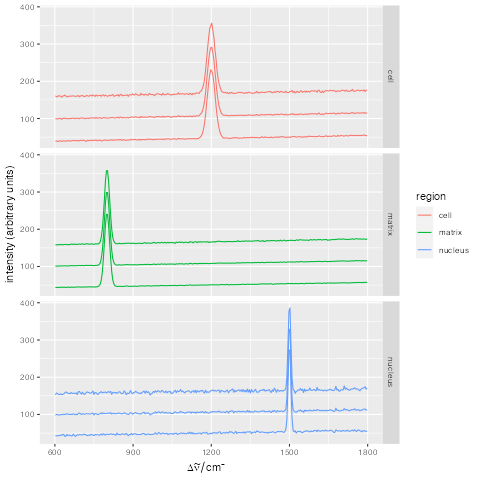 400
300
200
100
cell
400
300
200
100
matrix
400
300
200
100
nucleus
600
900
1200
1500
1800
Δν̃/cm⁻
intensity (arbitrary units)
region
cell
matrix
nucleus